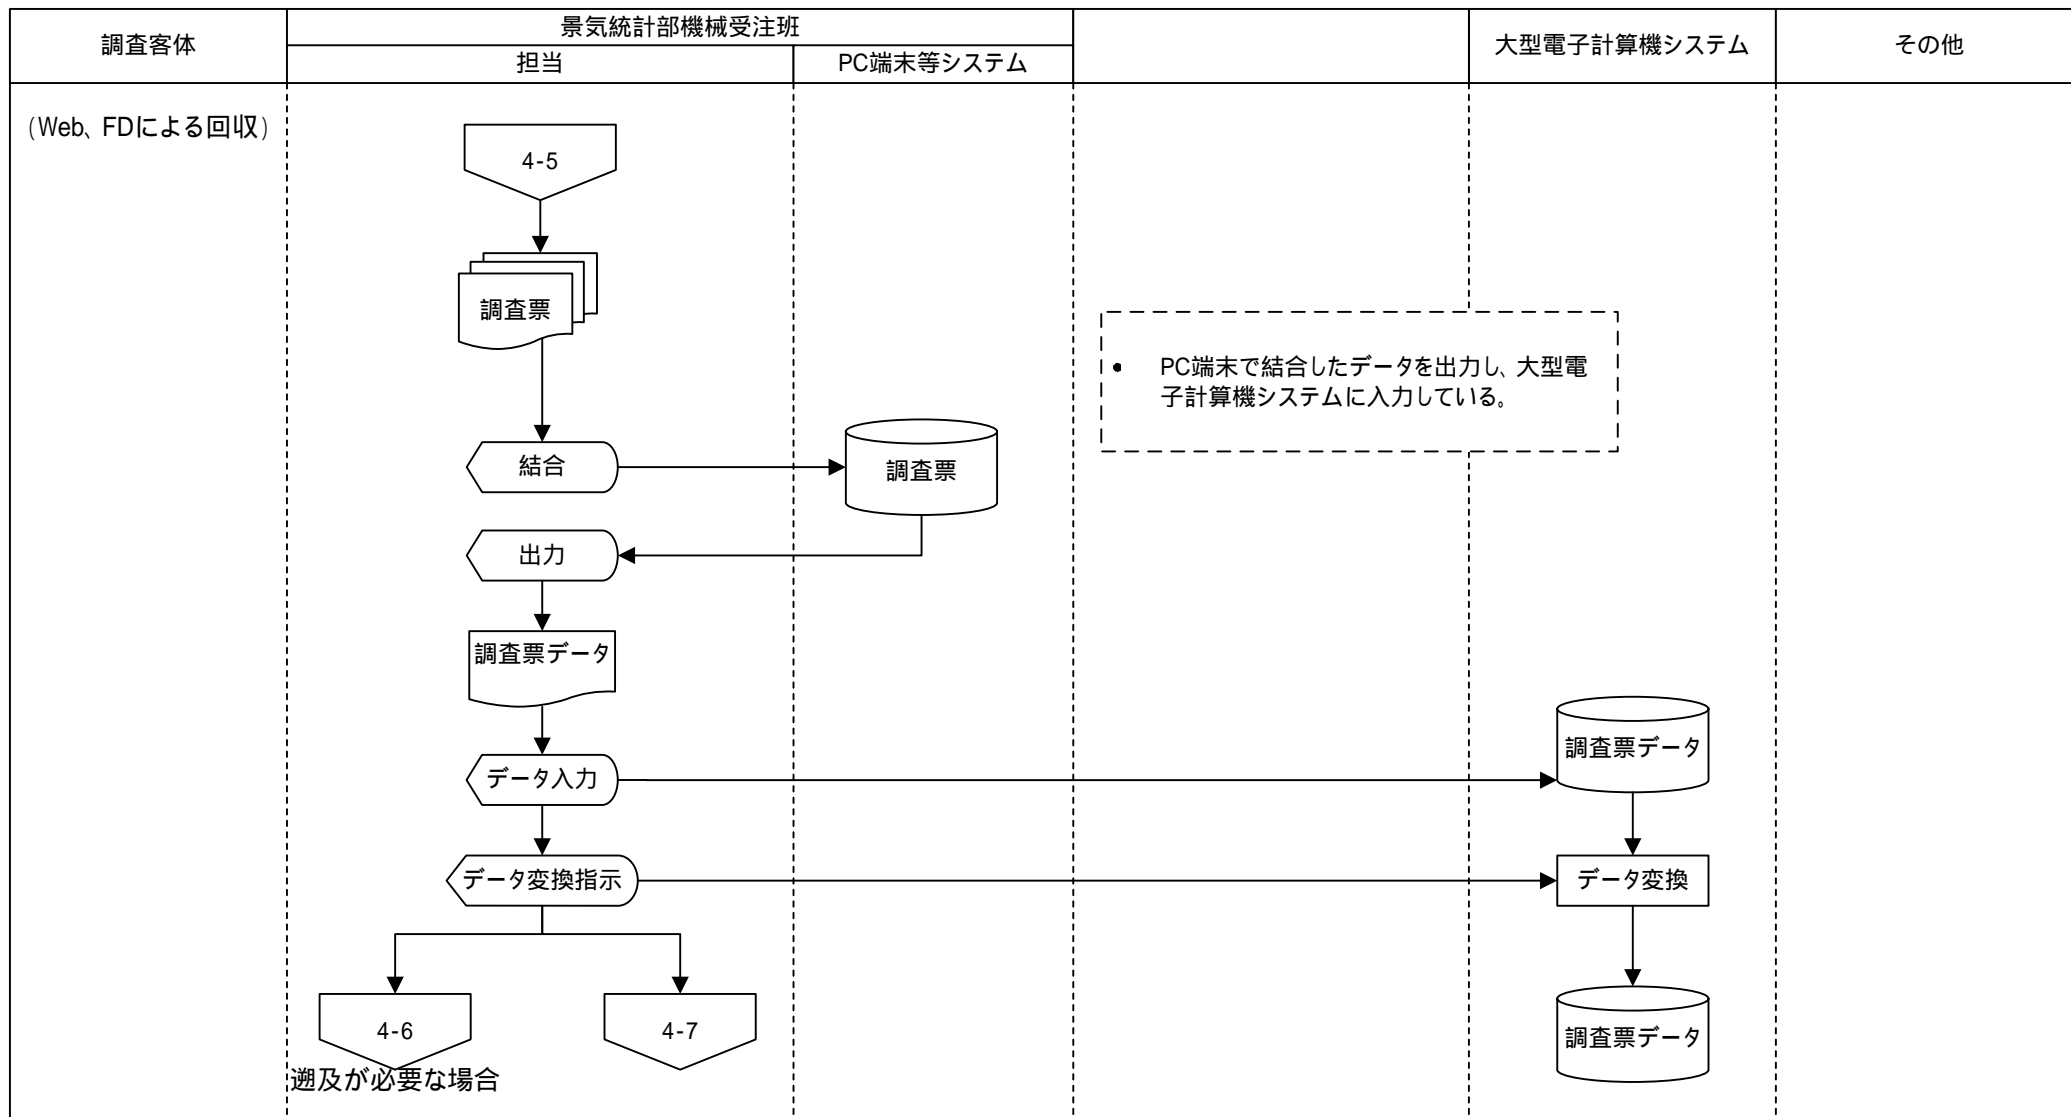 調査客体
景気統計部機械受注班
担当
PC端末等システム
大型電子計算機システム
その他
(Web、FDによる回収)
4-5
調査票
PC端末で結合したデータを出力し、大型電
子計算機システムに入力している。
結合
調査票
出力
調査票データ
データ入力
調査票データ
データ変換指示
データ変換
4-6
4-7
調査票データ
遡及が必要な場合